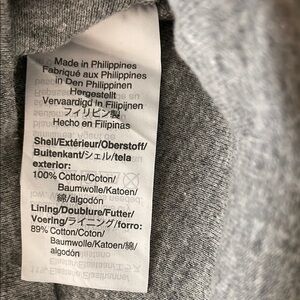 Made in Philippines
Fabriqué aux Philippines
in Den Philippinen
Hergestellt
Vervaardigd in Filipijnen
フィリピン製
Hecho en Filipinas
Shell/Extérieur/Oberstoff/
Buitenkant/シェル/tela
exterior:
100% Cotton/Coton/
Baumwolle/Katoen/
綿/algodón
Lining/Doublure/Futter/
Voering/ライニング/forro:
89% Cotton/Coton/
Baumwolle/Katoen/
綿/algodón